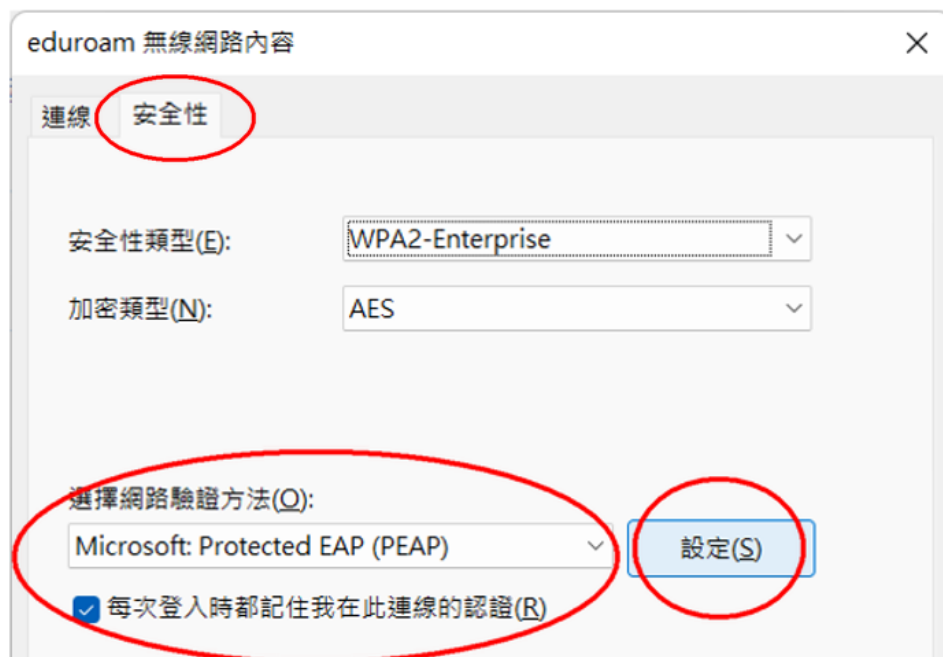 eduroam 無線網路內容
連線 安全性
安全性類型(E): WPA2-Enterprise
加密類型(N): AES
選擇網路驗證方法(O):
Microsoft: Protected EAP (PEAP) 設定(S)
每次登入時都記住我在此連線的認證(R)